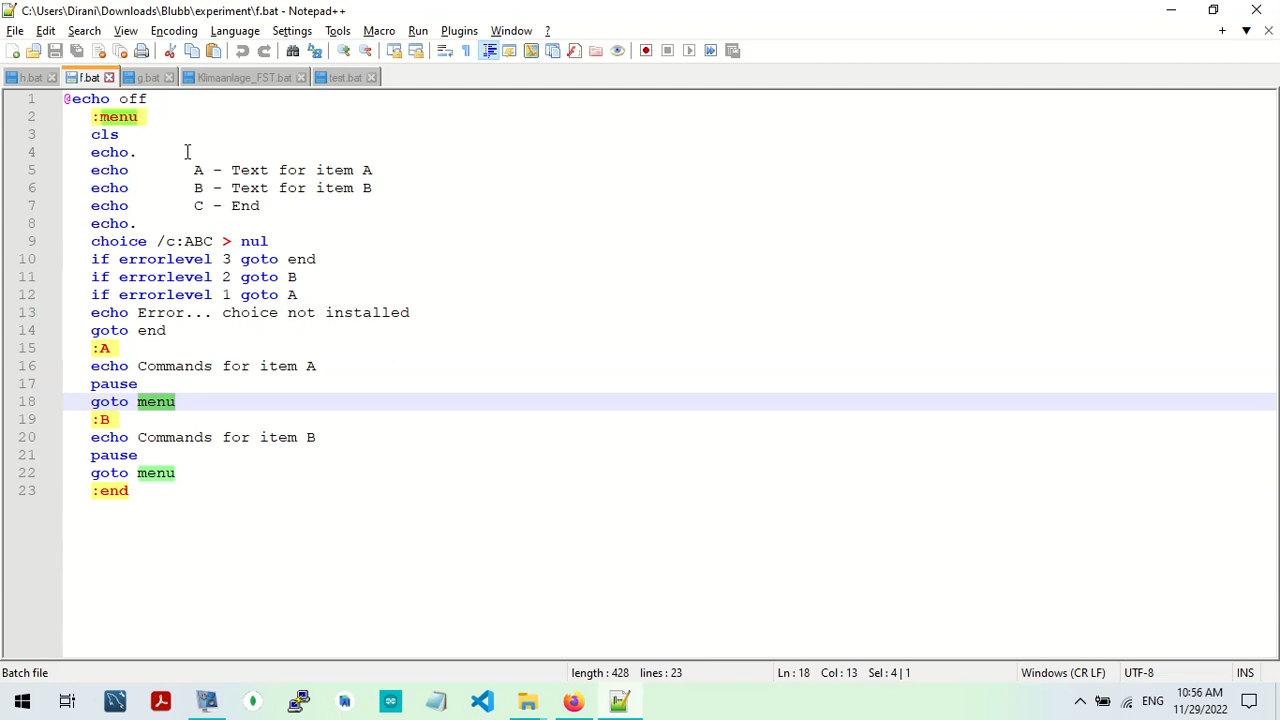 C:\Users\Dirani\Downloads\Blubb\experiment\f.bat - Notepad++
File Edit Search View Encoding Language Settings Tools Macro Run Plugins Window ?
h.bat f.bat g.bat Klimaanlage_FST.bat test.bat
1 @echo off
2 :menu
3 cls
4 echo.
5 echo A - Text for item A
6 echo B - Text for item B
7 echo C - End
8 echo.
9 choice /c:ABC > nul
10 if errorlevel 3 goto end
11 if errorlevel 2 goto B
12 if errorlevel 1 goto A
13 echo Error... choice not installed
14 goto end
15 :A
16 echo Commands for item A
17 pause
18 goto menu
19 :B
20 echo Commands for item B
21 pause
22 goto menu
23 :end
Batch file length : 428 lines : 23 Ln : 18 Col : 13 Sel : 4 | 1 Windows (CR LF) UTF-8 INS
ENG
10:56 AM
11/29/2022